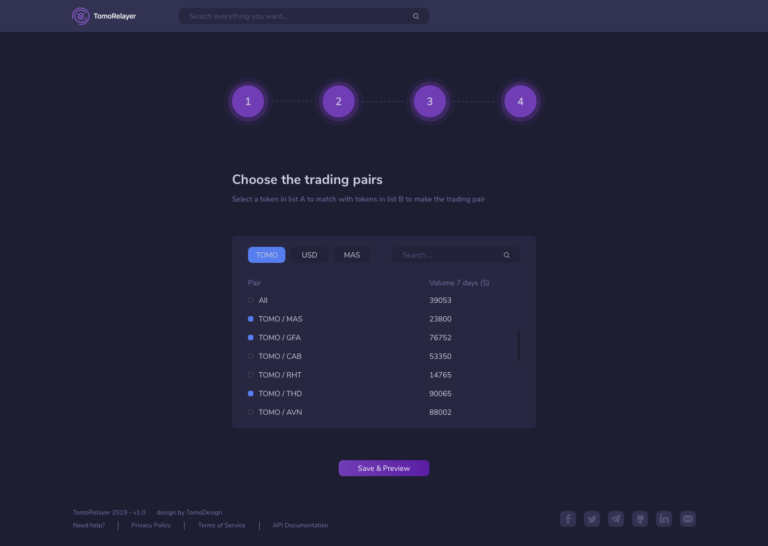 TomoRelayer
Search everything you want...
1 2 3 4
Choose the trading pairs
Select a token in list A to match with tokens in list B to make the trading pair
TOMO USD MAS Search ...
Pair Volume 7 days ($)
All 39053
TOMO / MAS 23800
TOMO / GFA 76752
TOMO / CAB 53350
TOMO / RHT 14765
TOMO / THD 90065
TOMO / AVN 88002
Save & Preview
TomoRelayer 2019 - v1.0 design by TomoDesign
Need help? | Privacy Policy | Terms of Service | API Documentation